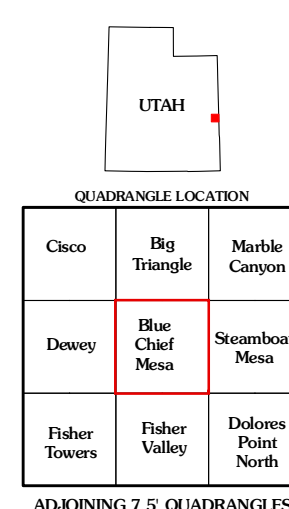 UTAH
QUADRANGLE LOCATION
Cisco
Big
Triangle
Marble
Canyon
Dewey
Blue
Chief
Mesa
Steamboat
Mesa
Fisher
Towers
Fisher
Valley
Dolores
Point
North
ADJOINING 7.5' QUADRANGLES